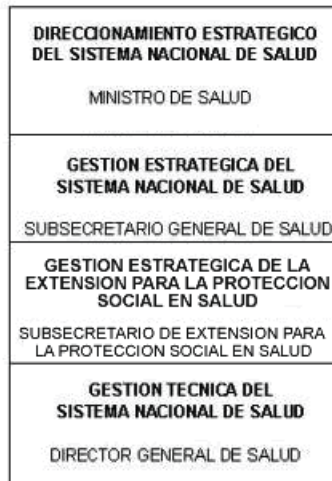 DIRECCIONAMIENTO ESTRATEGICO
DEL SISTEMA NACIONAL DE SALUD
MINISTRO DE SALUD
GESTION ESTRATEGICA DEL
SISTEMA NACIONAL DE SALUD
SUBSECRETARIO GENERAL DE SALUD
GESTION ESTRATEGICA DE LA
EXTENSION PARA LA PROTECCION
SOCIAL EN SALUD
SUBSECRETARIO DE EXTENSION PARA
LA PROTECCION SOCIAL EN SALUD
GESTION TECNICA DEL
SISTEMA NACIONAL DE SALUD
DIRECTOR GENERAL DE SALUD